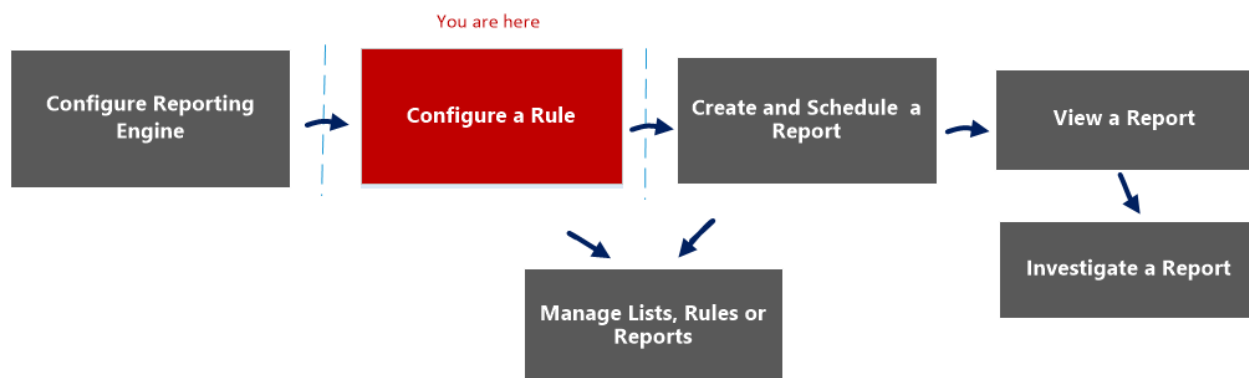 You are here
Configure Reporting
Engine
Configure a Rule
Create and Schedule a
Report
View a Report
Manage Lists, Rules or
Reports
Investigate a Report